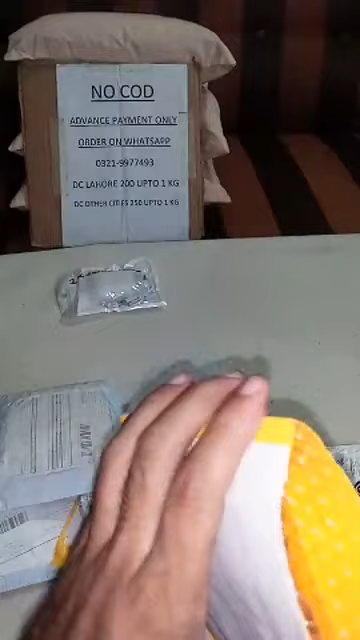 NO COD
ADVANCE PAYMENT ONLY
ORDER ON WHATSAPP
0321-9977493
DC LAHORE 200 UPTO 1 KG
DC OTHER CITIES 250 UPTO 1 KG